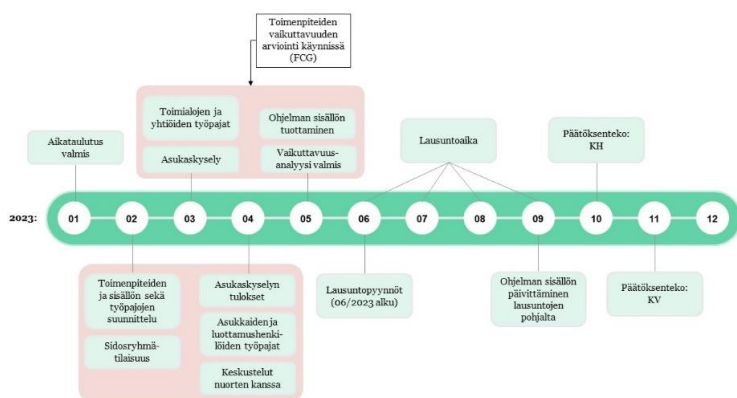 Toimenpiteiden
vaikuttavuuden
arviointi käynnissä
(FCG)
Toimialojen ja
yhtiöiden työpajat
Ohjelman sisällön
tuottaminen
Aikataulutus
valmis
Asukaskysely
Vaikuttavuus-
analyysi valmis
Lausuntoaika
Päätöksenteko:
KH
2023:
01
02
03
04
05
06
07
08
09
10
11
12
Toimenpiteiden
ja sisällön sekä
työpajojen
suunnittelu
Sidosryhmä-
tilaisuus
Asukaskyselyn
tulokset
Asukkaiden ja
luottamushenki-
löiden työpajat
Keskustelut
nuorten kanssa
Lausuntopyynnöt
(06/2023 alku)
Ohjelman sisällön
päivittäminen
lausuntojen
pohjalta
Päätöksenteko:
KV